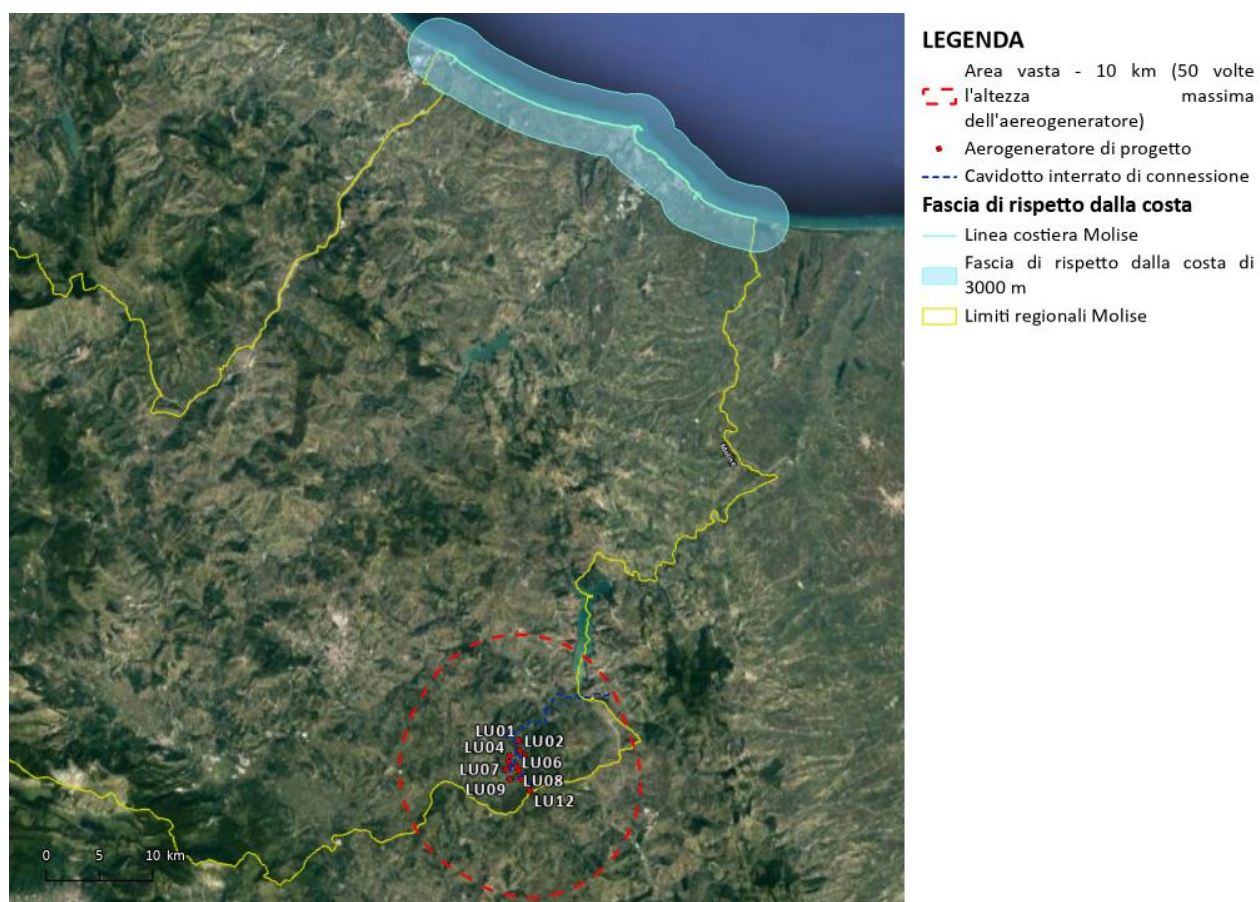 LEGENDA
Area vasta - 10 km (50 volte
l'altezza massima
dell'aereogeneratore)
Aerogeneratore di progetto
Cavidotto interrato di connessione
Fascia di rispetto dalla costa
Linea costiera Molise
Fascia di rispetto dalla costa di
3000 m
Limiti regionali Molise
Molise
LU01
LU02
LU04
LU06
LU07
LU08
LU09
LU12
0 5 10 km